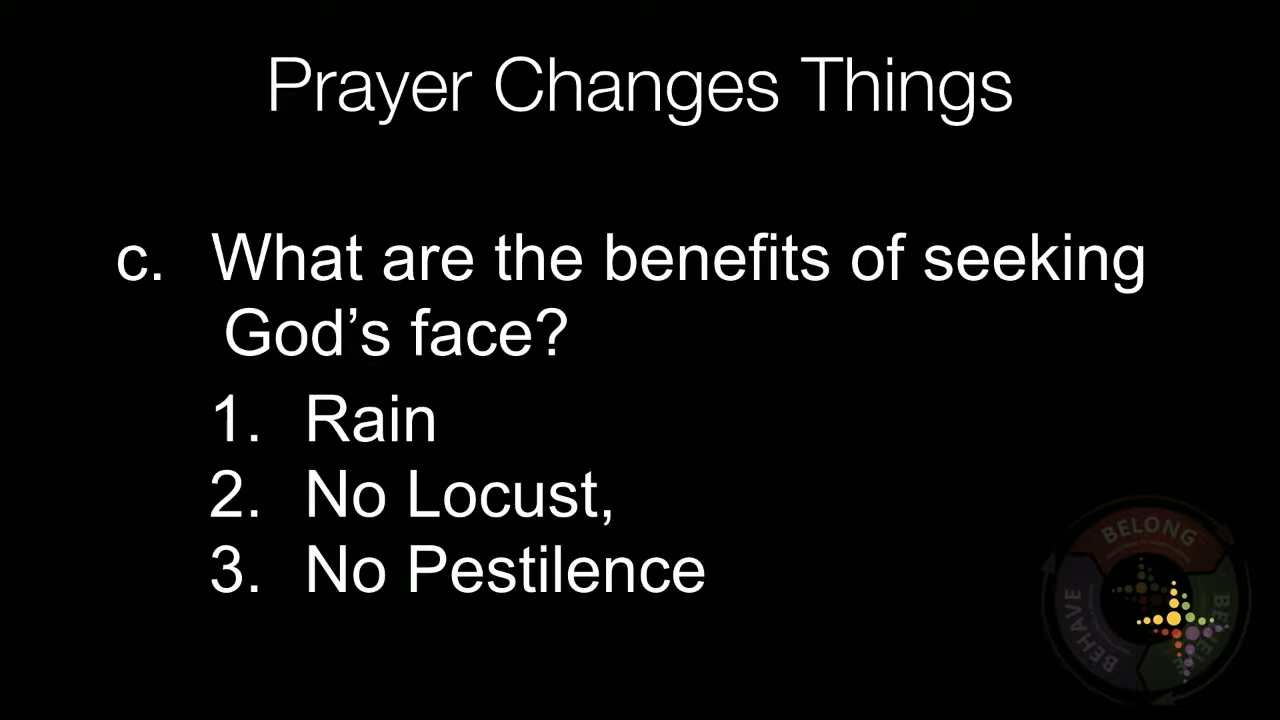 Prayer Changes Things
c. What are the benefits of seeking
God’s face?
1. Rain
2. No Locust,
3. No Pestilence
BELONG
BEHAVE